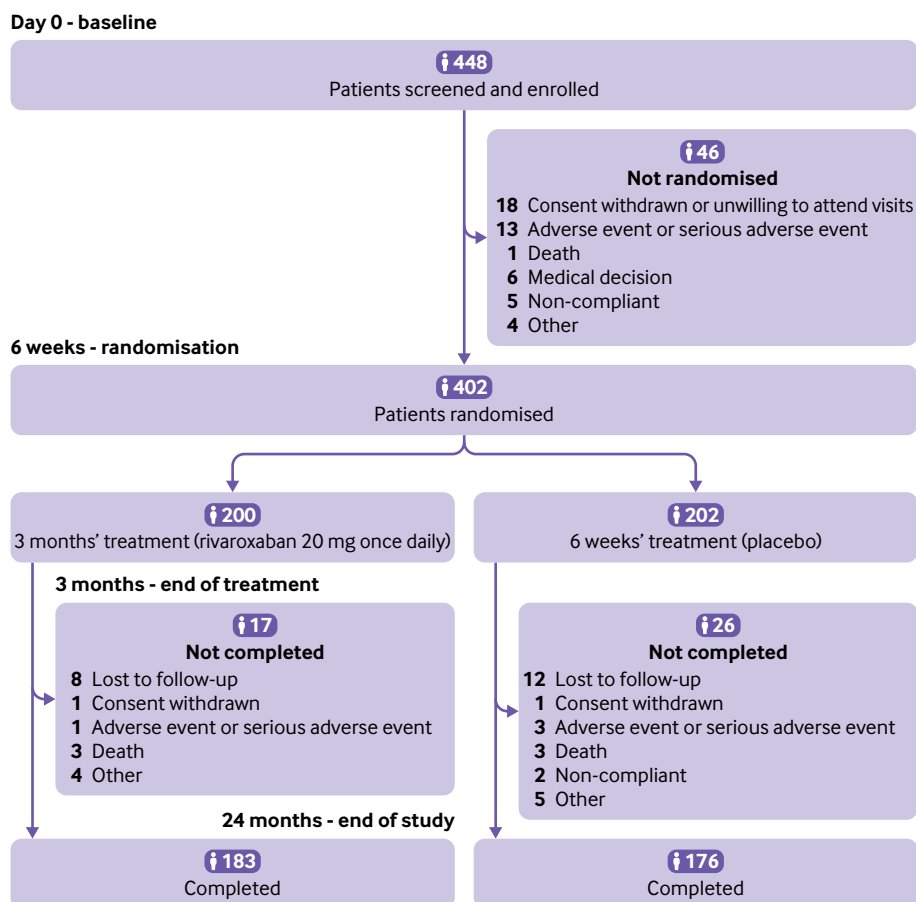 Day 0 - baseline
448
Patients screened and enrolled
46
Not randomised
18 Consent withdrawn or unwilling to attend visits
13 Adverse event or serious adverse event
1 Death
6 Medical decision
5 Non-compliant
4 Other
6 weeks - randomisation
402
Patients randomised
200
3 months' treatment (rivaroxaban 20 mg once daily)
202
6 weeks' treatment (placebo)
3 months - end of treatment
17
Not completed
8 Lost to follow-up
1 Consent withdrawn
1 Adverse event or serious adverse event
3 Death
4 Other
26
Not completed
12 Lost to follow-up
1 Consent withdrawn
3 Adverse event or serious adverse event
3 Death
2 Non-compliant
5 Other
24 months - end of study
183
Completed
176
Completed